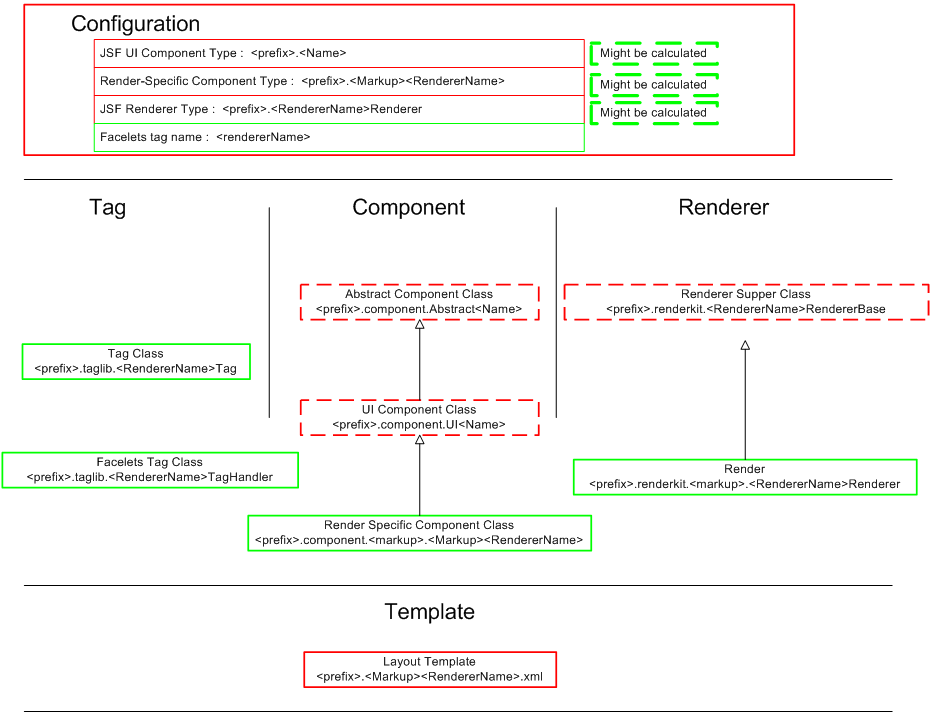 Configuration
JSF UI Component Type : <prefix>.<Name>
Might be calculated
Render-Specific Component Type : <prefix>.<Markup><RendererName>
Might be calculated
JSF Renderer Type : <prefix>.<RendererName>Renderer
Might be calculated
Facelets tag name : <rendererName>
Tag
Component
Renderer
Abstract Component Class
<prefix>.component.Abstract<Name>
Renderer Supper Class
<prefix>.renderkit.<RendererName>RendererBase
Tag Class
<prefix>.taglib.<RendererName>Tag
UI Component Class
<prefix>.component.UI<Name>
Facelets Tag Class
<prefix>.taglib.<RendererName>TagHandler
Render
<prefix>.renderkit.<markup>.<RendererName>Renderer
Render Specific Component Class
<prefix>.component.<markup>.<Markup><RendererName>
Template
Layout Template
<prefix>.<Markup><RendererName>.xml